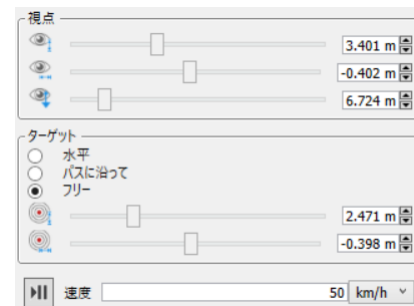 視点
3.401 m
-0.402 m
6.724 m
ターゲット
水平
パスに沿って
フリー
2.471 m
-0.398 m
速度 50 km/h